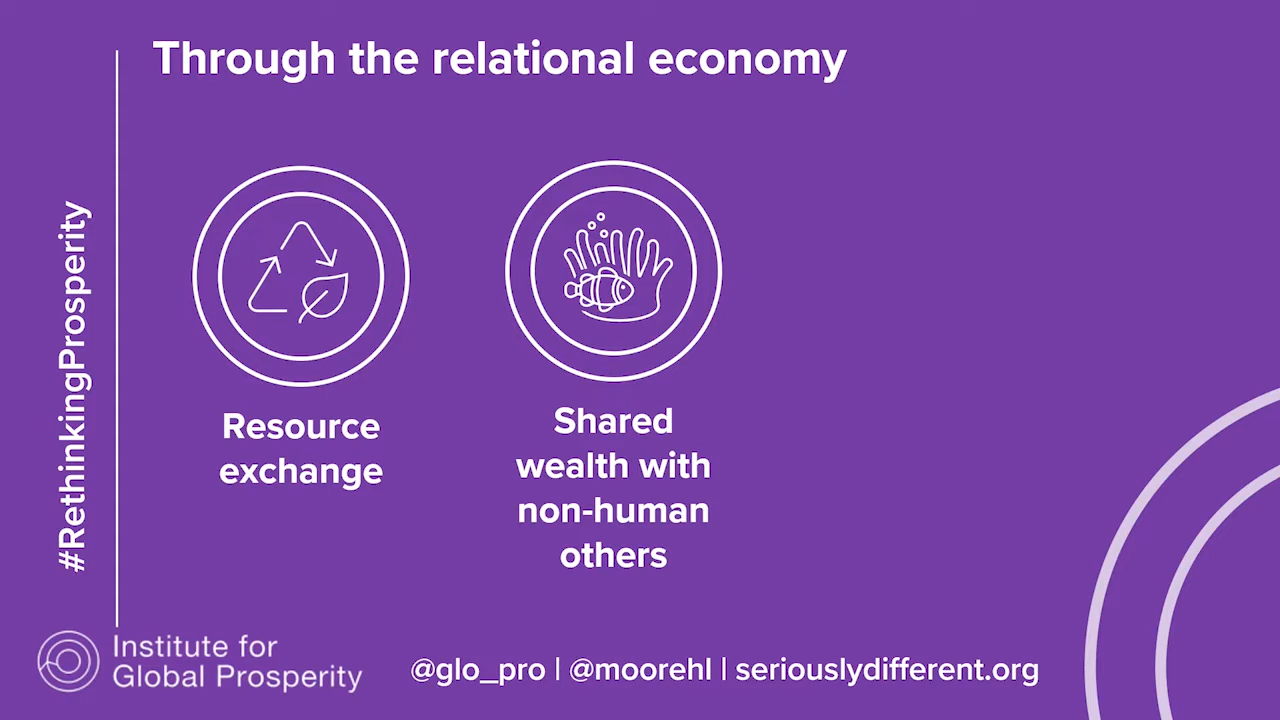 Through the relational economy
#RethinkingProsperity
Resource
exchange
Shared
wealth with
non-human
others
Institute for
Global Prosperity
@glo_pro | @moorehl | seriouslydifferent.org